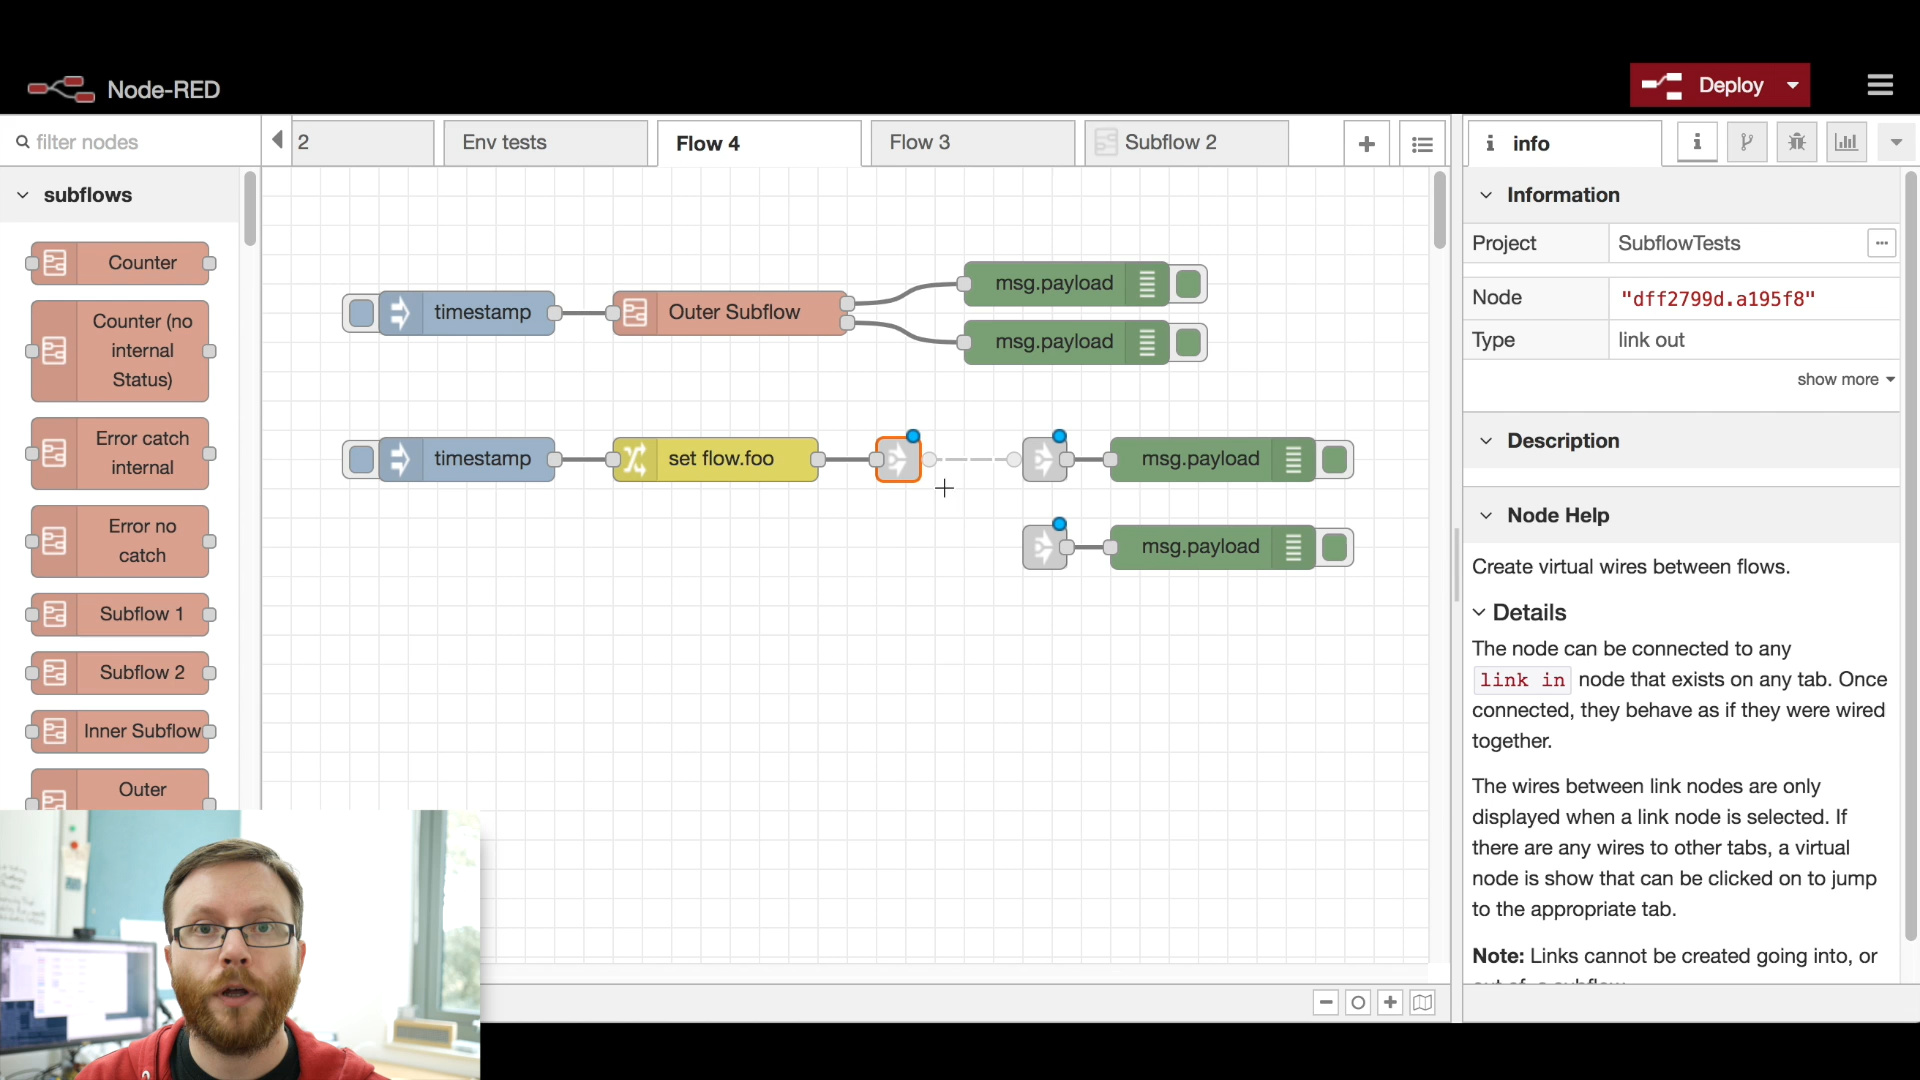 Node-RED
Deploy
filter nodes
2
Env tests
Flow 4
Flow 3
Subflow 2
i info
i
subflows
Counter
Counter (no
internal
Status)
Error catch
internal
Error no
catch
Subflow 1
Subflow 2
Inner Subflow
Outer
timestamp
Outer Subflow
msg.payload
msg.payload
timestamp
set flow.foo
msg.payload
msg.payload
Information
Project
SubflowTests
Node
"dff2799d.a195f8"
Type
link out
show more
Description
Node Help
Create virtual wires between flows.
Details
The node can be connected to any
link in node that exists on any tab. Once
connected, they behave as if they were wired
together.
The wires between link nodes are only
displayed when a link node is selected. If
there are any wires to other tabs, a virtual
node is show that can be clicked on to jump
to the appropriate tab.
Note: Links cannot be created going into, or
out of, a subflow.